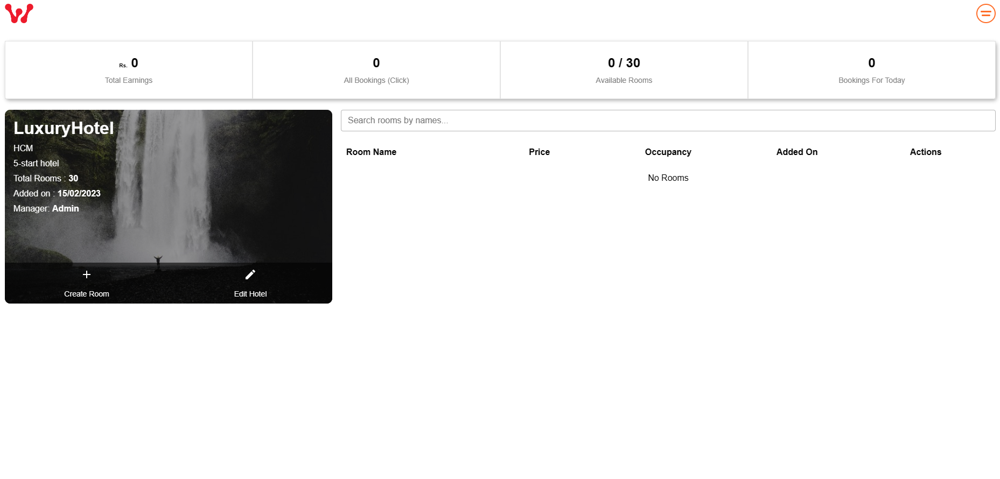 Rs. 0
Total Earnings
0
All Bookings (Click)
0 / 30
Available Rooms
0
Bookings For Today
LuxuryHotel
HCM
5-start hotel
Total Rooms : 30
Added on : 15/02/2023
Manager: Admin
Create Room
Edit Hotel
Search rooms by names...
Room Name Price Occupancy Added On Actions
No Rooms